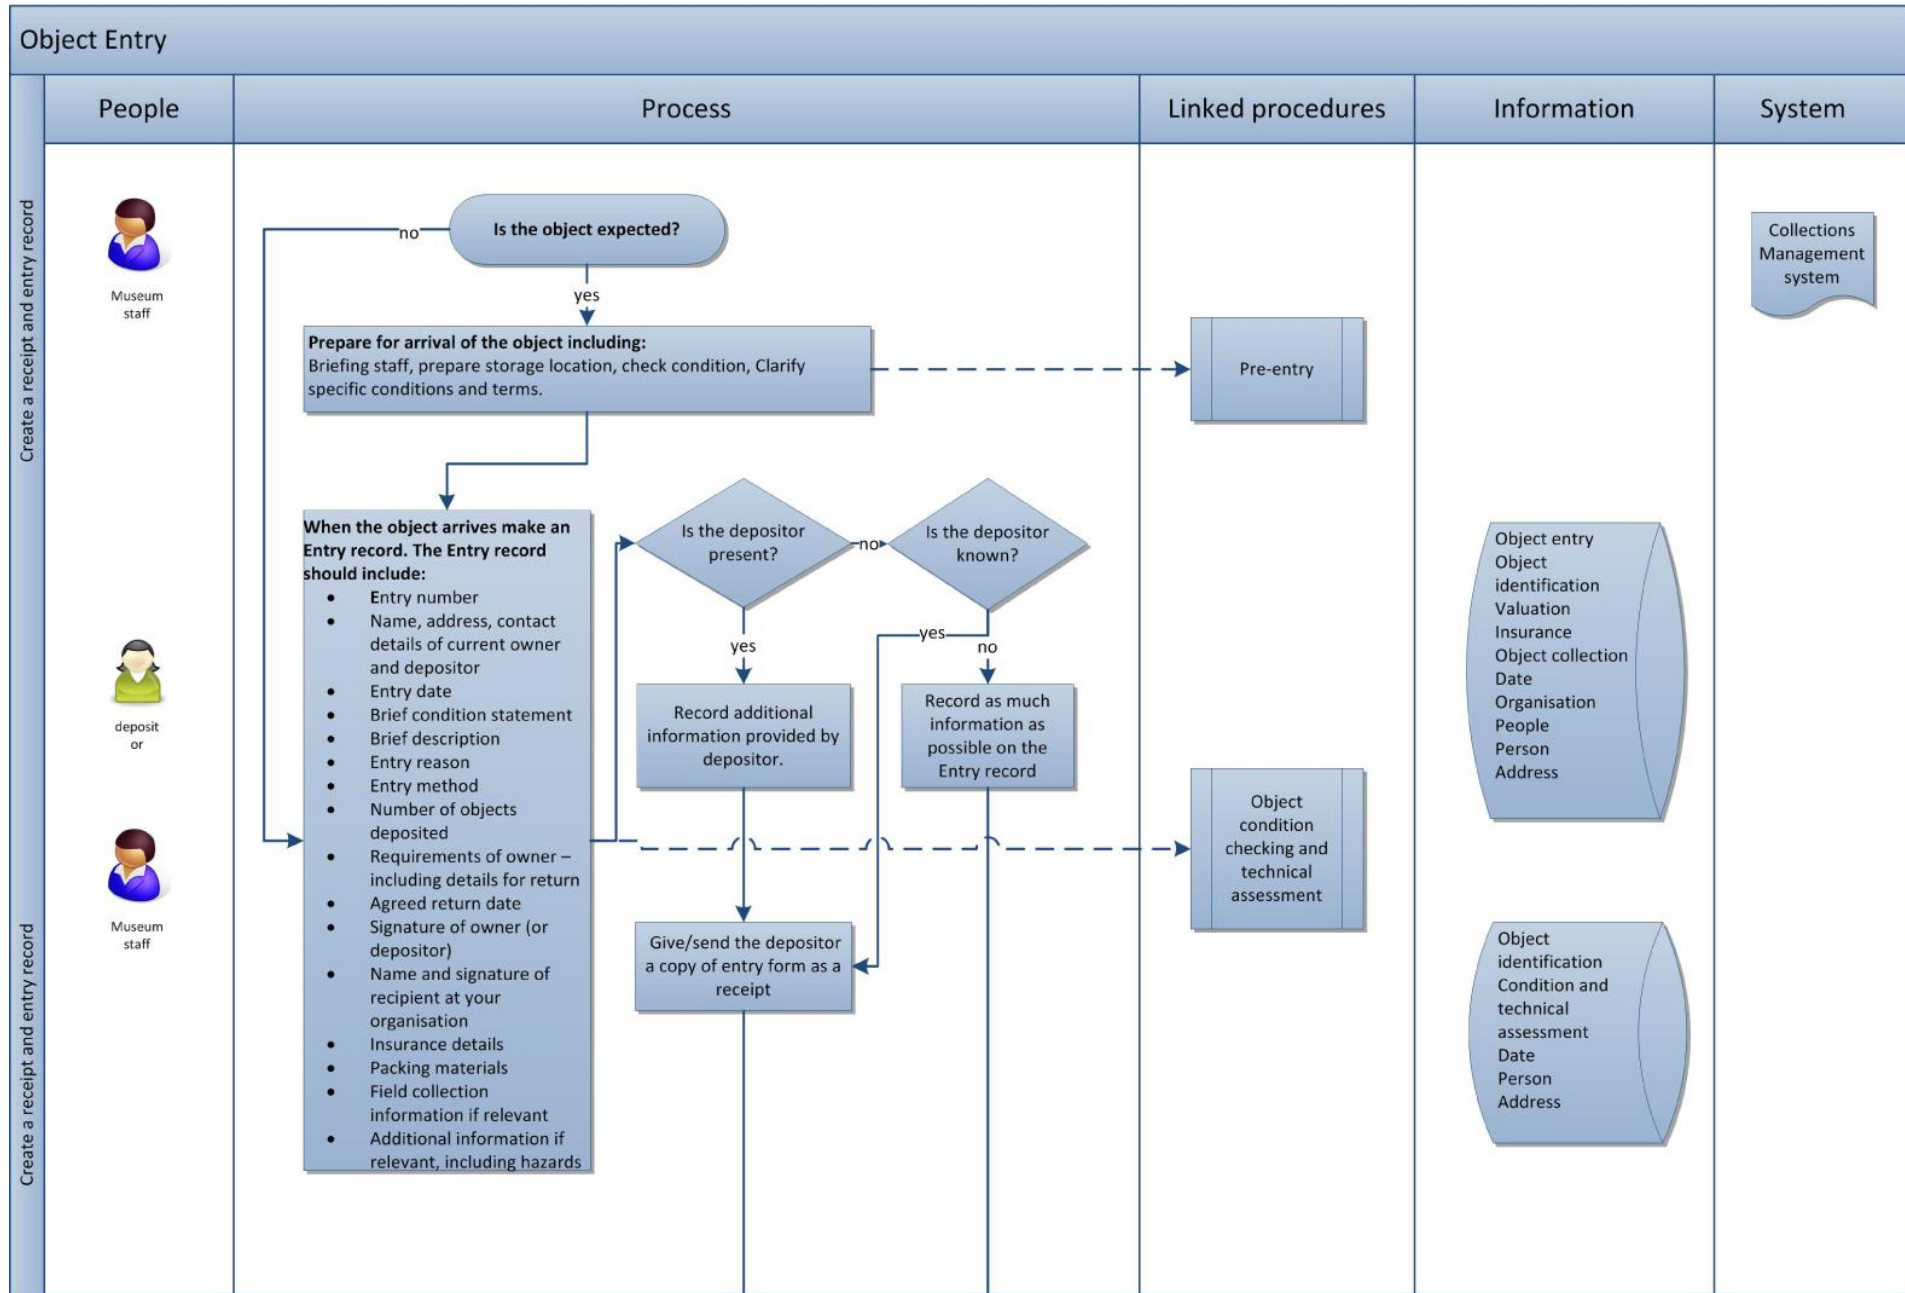 Object Entry
People
Process
Linked procedures
Information
System
Create a receipt and entry record
Museum
staff
Is the object expected?
no
yes
Prepare for arrival of the object including:
Briefing staff, prepare storage location, check condition, Clarify
specific conditions and terms.
Pre-entry
Collections
Management
system
When the object arrives make an
Entry record. The Entry record
should include:
• Entry number
• Name, address, contact
details of current owner
and depositor
• Entry date
• Brief condition statement
• Brief description
• Entry reason
• Entry method
• Number of objects
deposited
• Requirements of owner –
including details for return
• Agreed return date
• Signature of owner (or
depositor)
• Name and signature of
recipient at your
organisation
• Insurance details
• Packing materials
• Field collection
information if relevant
• Additional information if
relevant, including hazards
Is the depositor
present?
no
Is the depositor
known?
yes
yes
no
Record additional
information provided by
depositor.
Record as much
information as
possible on the
Entry record
Give/send the depositor
a copy of entry form as a
receipt
Object
condition
checking and
technical
assessment
Object entry
Object
identification
Valuation
Insurance
Object collection
Date
Organisation
People
Person
Address
Object
identification
Condition and
technical
assessment
Date
Person
Address
deposit
or
Museum
staff
Create a receipt and entry record